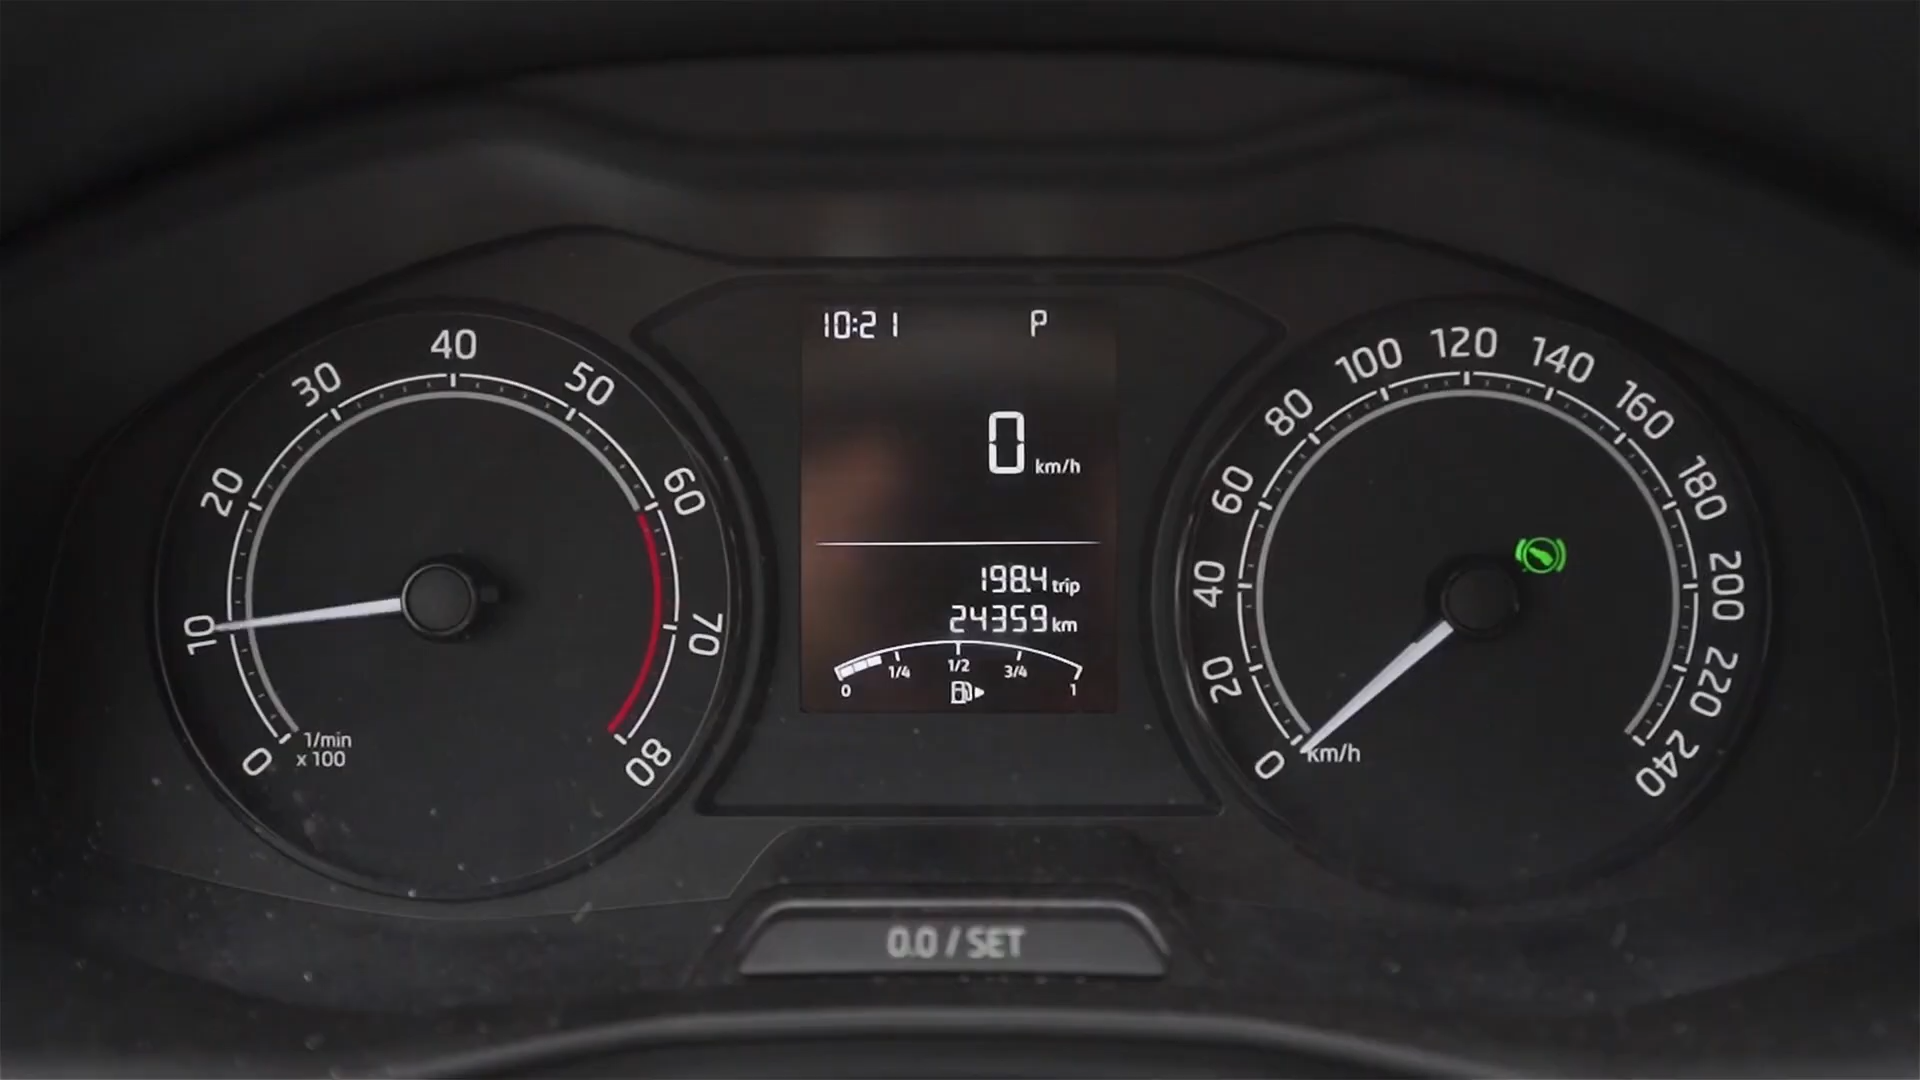 10:21 P
0 km/h
198.4 trip
24359 km
0 1/4 1/2 3/4 1
0 10 20 30 40 50 60 70 80
1/min
x 100
0 20 40 60 80 100 120 140 160 180 200 220 240
km/h
0.0 / SET